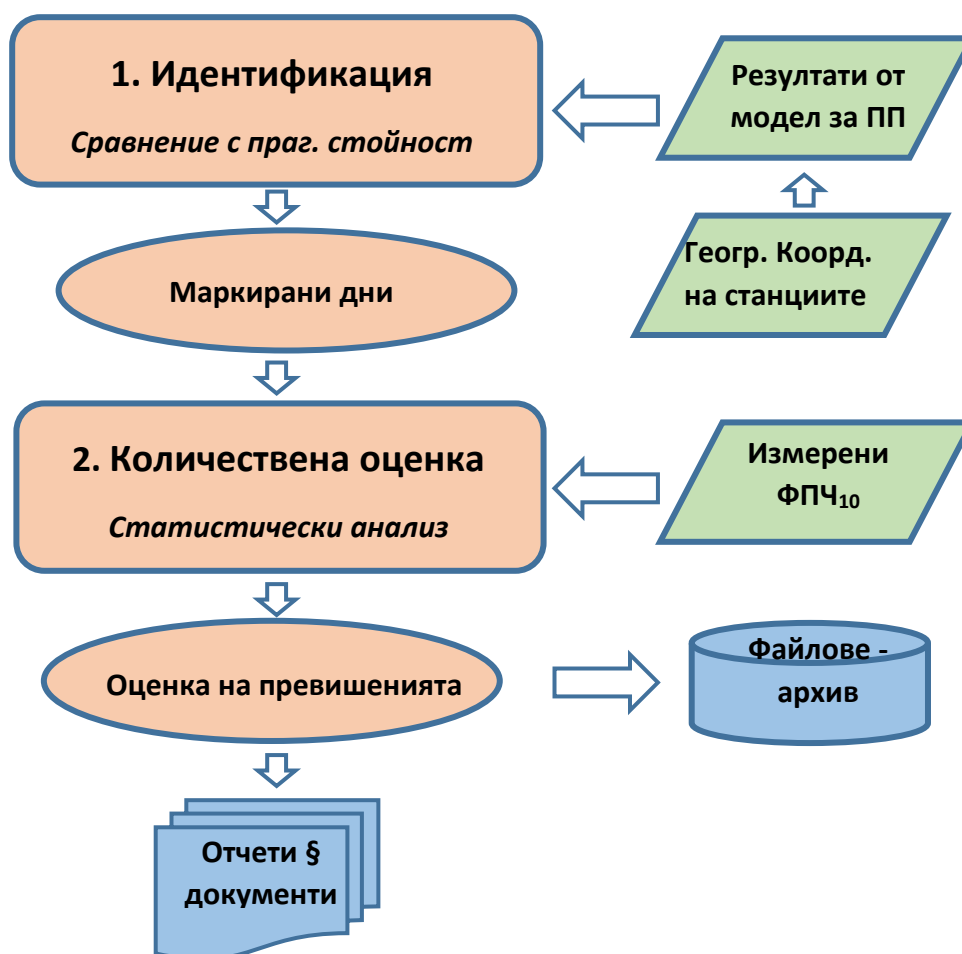 1. Идентификация
Сравнение с праг. стойност
Резултати от
модел за ПП
Геогр. Коорд.
на станциите
Маркирани дни
2. Количествена оценка
Статистически анализ
Измерени
ФПЧ₁₀
Оценка на превишенията
Файлове -
архив
Отчети §
документи